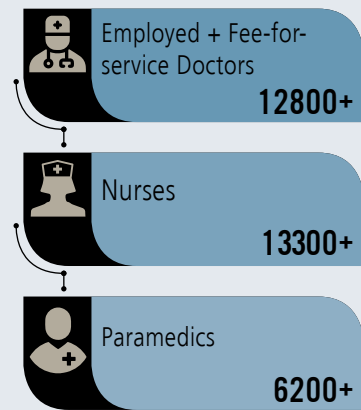 Employed + Fee-for-
service Doctors
12800+
Nurses
13300+
Paramedics
6200+